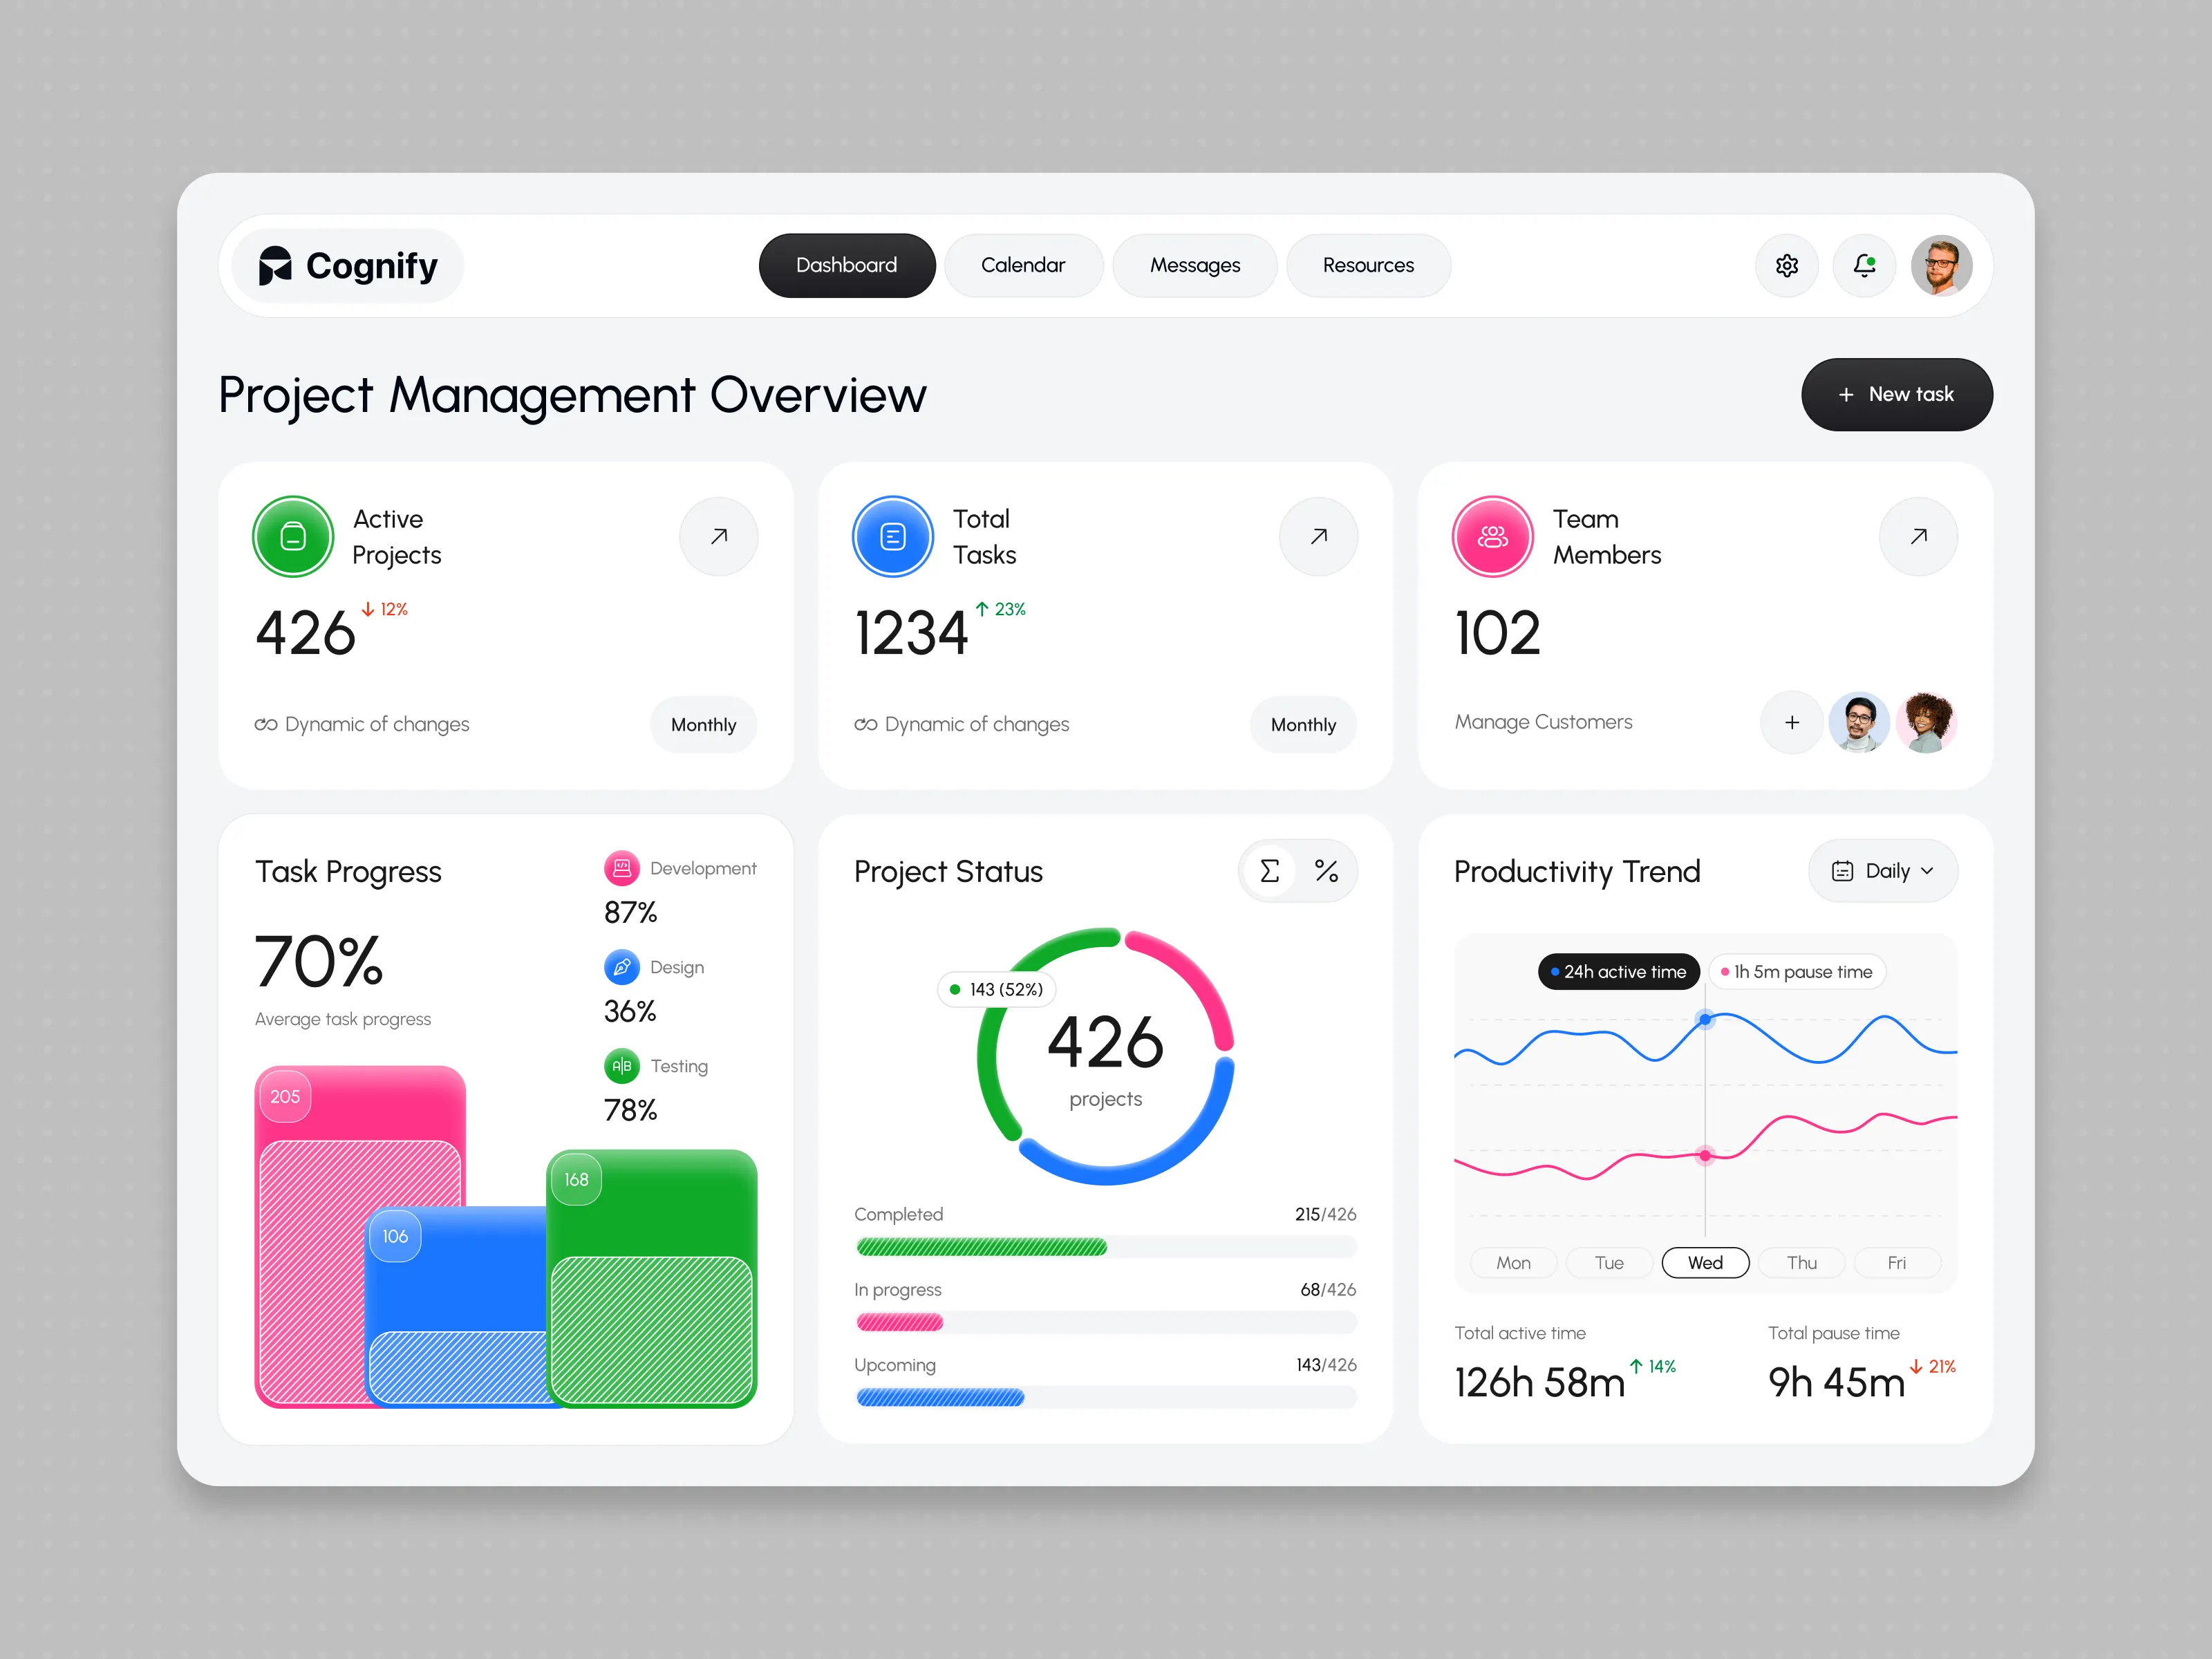 Cognify
Dashboard
Calendar
Messages
Resources
Project Management Overview
+ New task
Active
Projects
426
↓ 12%
Dynamic of changes
Monthly
Total
Tasks
1234
↑ 23%
Dynamic of changes
Monthly
Team
Members
102
Manage Customers
+
Task Progress
70%
Average task progress
Development
87%
Design
36%
A|B
Testing
78%
205
106
168
Project Status
Σ
%
143 (52%)
426
projects
Completed
215/426
In progress
68/426
Upcoming
143/426
Productivity Trend
Daily
24h active time
1h 5m pause time
Mon
Tue
Wed
Thu
Fri
Total active time
126h 58m
↑ 14%
Total pause time
9h 45m
↓ 21%